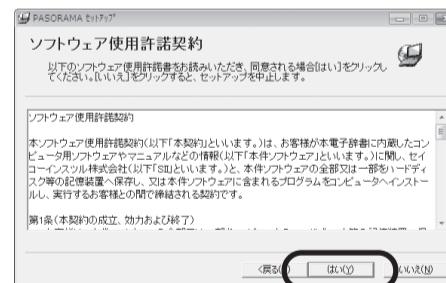 PASORAMA セットアップ
ソフトウェア使用許諾契約
以下のソフトウェア使用許諾書をお読みいただき、同意される場合[はい]をクリックし
てください。[いいえ]をクリックすると、セットアップを中止します。
ソフトウェア使用許諾契約
本ソフトウェア使用許諾契約(以下「本契約」といいます。)は、お客様が本電子辞書に内蔵したコン
ピュータ用ソフトウェアやマニュアルなどの情報(以下「本件ソフトウェア」といいます。)に関し、セイ
コーインスツル株式会社(以下「SII」といいます。)と、本件ソフトウェアの全部又は一部をハードディ
スク等の記憶装置へ保存し、又は本件ソフトウェアに含まれるプログラムをコンピュータへインストー
ルし、実行するお客様との間で締結される契約です。
第1条(本契約の成立、効力および終了)
<戻る( はい(Y) いいえ(N)